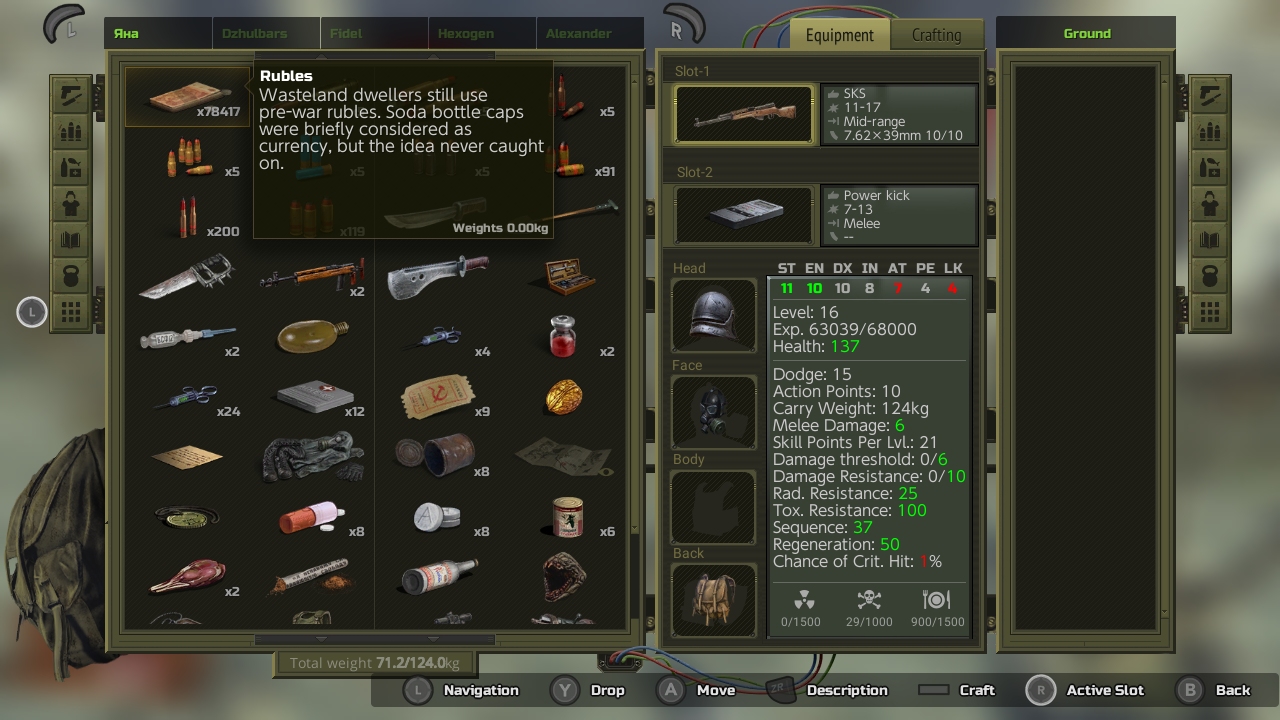 L
Яна
Dzhulbars
Fidel
Hexogen
Alexander
R
Equipment
Crafting
Ground
x78417
Rubles
Wasteland dwellers still use
pre-war rubles. Soda bottle caps
were briefly considered as
currency, but the idea never caught
on.
Weights 0.00kg
x5
x5
x5
x5
x91
x200
x119
x2
x2
x4
x2
x24
x12
x9
x8
x8
x8
x6
x2
L
Total weight 71.2/124.0kg
Slot-1
SKS
11-17
Mid-range
7.62×39mm 10/10
Slot-2
Power kick
7-13
Melee
--
Head
Face
Body
Back
ST EN DX IN AT PE LK
11 10 10 8 7 4 4
Level: 16
Exp. 63039/68000
Health: 137
Dodge: 15
Action Points: 10
Carry Weight: 124kg
Melee Damage: 6
Skill Points Per Lvl.: 21
Damage threshold: 0/6
Damage Resistance: 0/10
Rad. Resistance: 25
Tox. Resistance: 100
Sequence: 37
Regeneration: 50
Chance of Crit. Hit: 1%
0/1500
29/1000
900/1500
L Navigation
Y Drop
A Move
ZR Description
Craft
R Active Slot
B Back